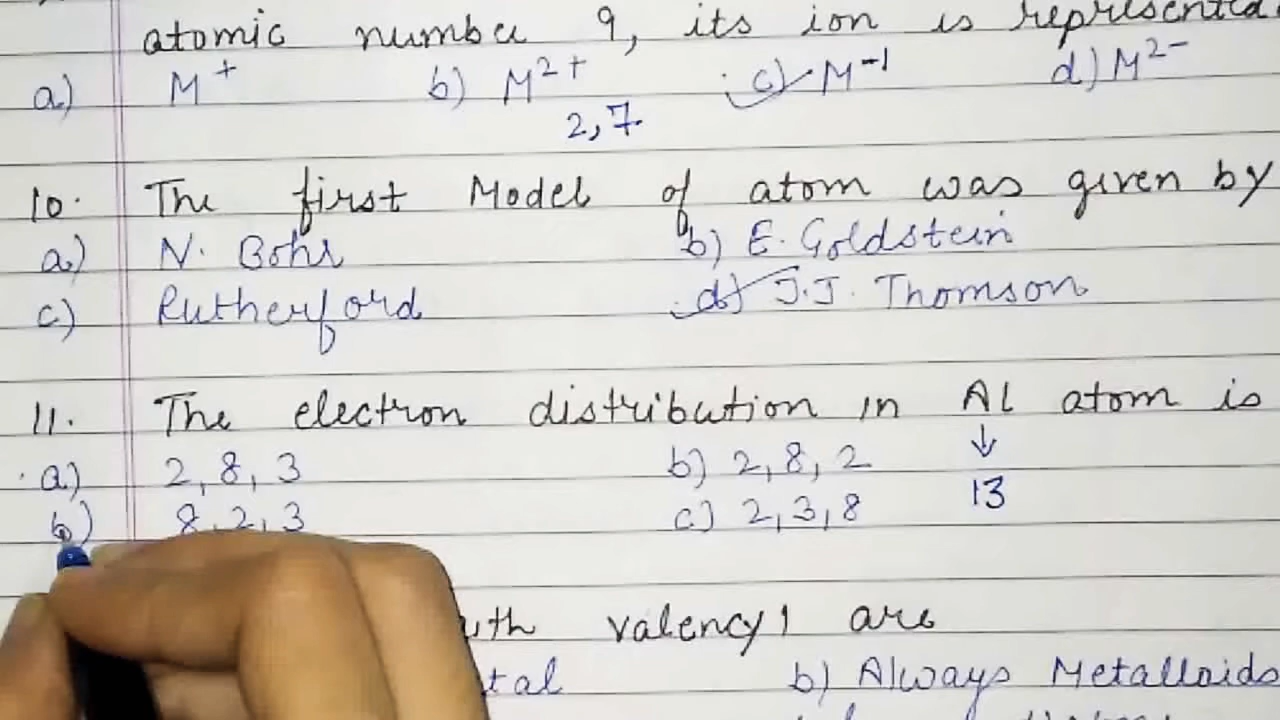 atomic number 9, its ion is represented
a) M+ b) M2+ c) M-1 d) M2-
2,7.
10. The first Model of atom was given by
a) N. Bohr b) E. Goldstein
c) Rutherford d) J.J. Thomson
11. The electron distribution in Al atom is
a) 2, 8, 3 b) 2, 8, 2 ↓
b) 8, 2, 3 c) 2, 3, 8 13
valency 1 are
b) Always Metalloids